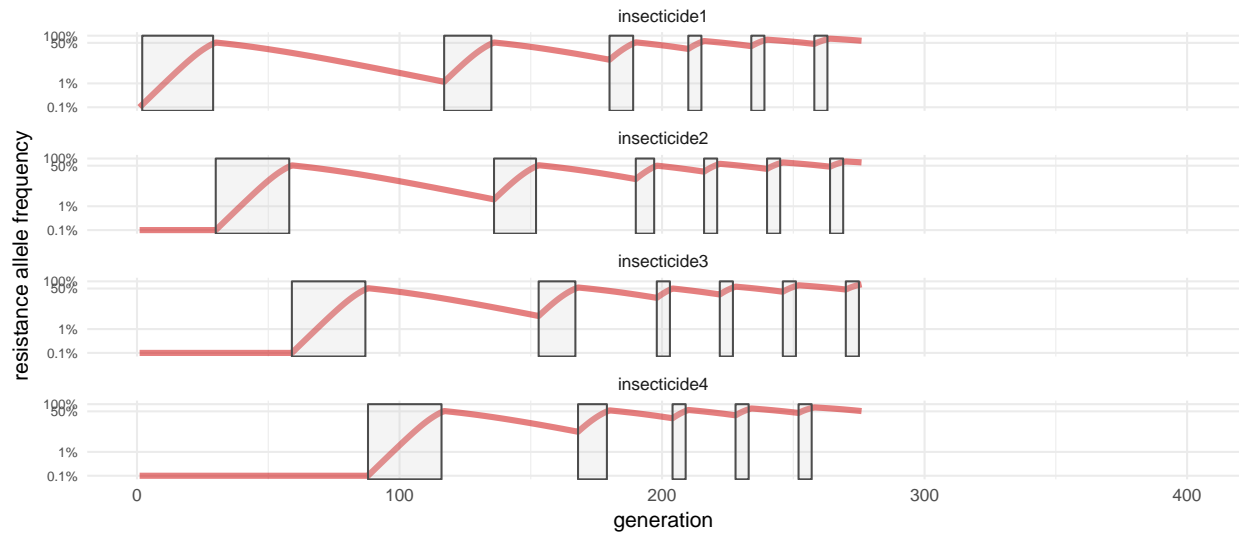 insecticide1
100%
50%
1%
0.1%
insecticide2
100%
50%
1%
0.1%
insecticide3
100%
50%
1%
0.1%
insecticide4
100%
50%
1%
0.1%
0 100 200 300 400
generation
resistance allele frequency